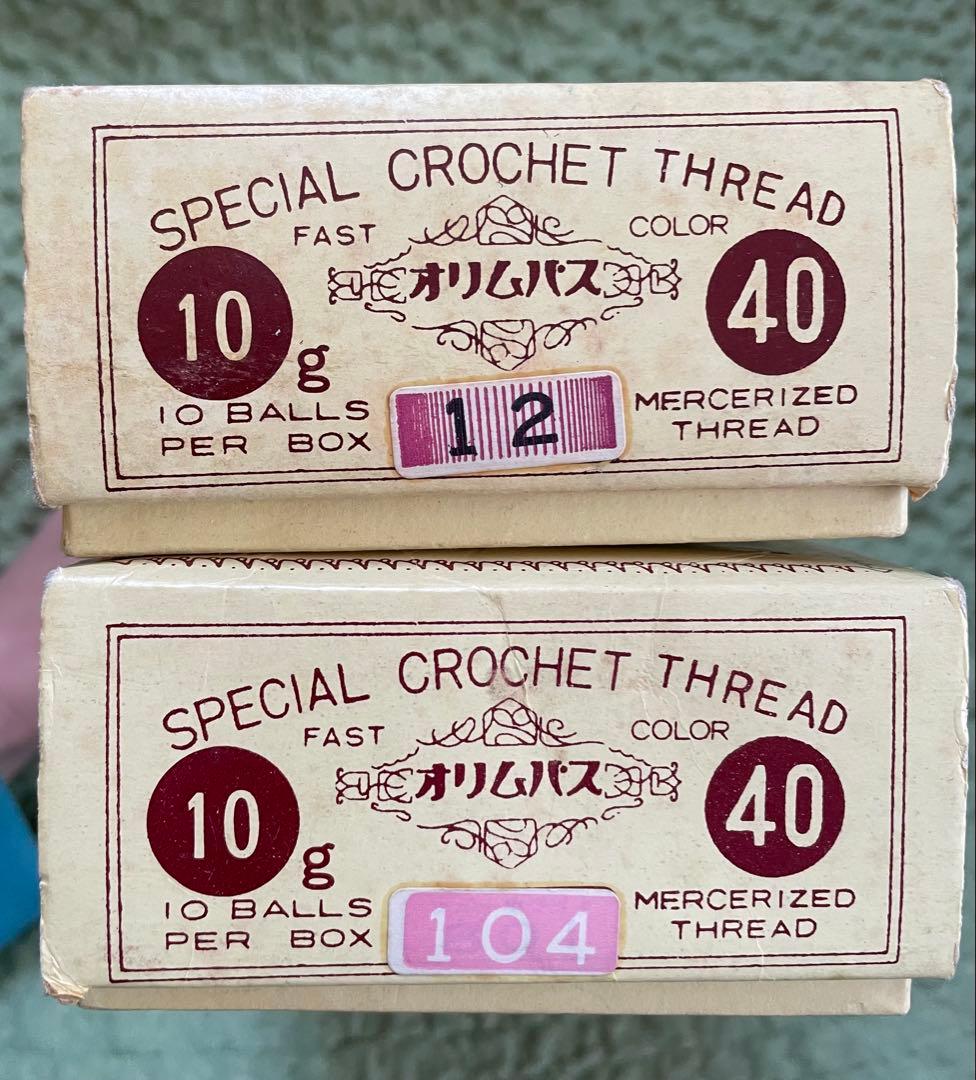 SPECIAL CROCHET THREAD
FAST COLOR
オリムパス
10 g
40
10 BALLS
PER BOX
12
MERCERIZED
THREAD
SPECIAL CROCHET THREAD
FAST COLOR
オリムパス
10 g
40
10 BALLS
PER BOX
104
MERCERIZED
THREAD